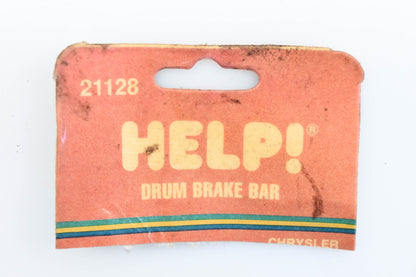 21128
HELP!®
DRUM BRAKE BAR
CHRYSLER